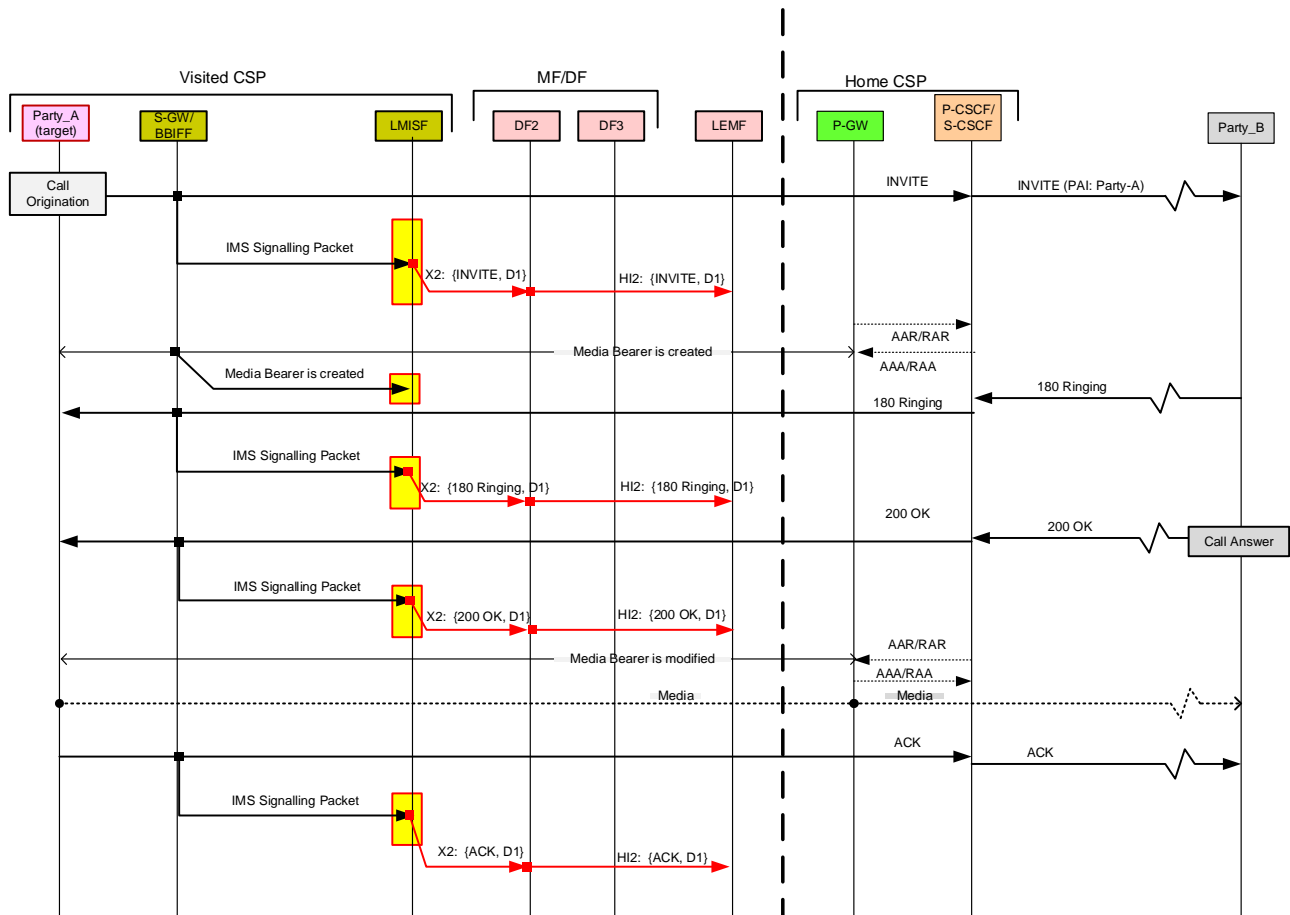 Visited CSP
MF/DF
Home CSP
Party_A
(target)
S-GW/
BBIFF
LMISF
DF2
DF3
LEMF
P-GW
P-CSCF/
S-CSCF
Party_B
Call
Origination
INVITE
INVITE (PAI: Party-A)
IMS Signalling Packet
X2: {INVITE, D1}
HI2: {INVITE, D1}
AAR/RAR
Media Bearer is created
AAA/RAA
Media Bearer is created
180 Ringing
180 Ringing
IMS Signalling Packet
X2: {180 Ringing, D1}
HI2: {180 Ringing, D1}
200 OK
200 OK
Call Answer
IMS Signalling Packet
X2: {200 OK, D1}
HI2: {200 OK, D1}
AAR/RAR
Media Bearer is modified
AAA/RAA
Media
Media
ACK
ACK
IMS Signalling Packet
X2: {ACK, D1}
HI2: {ACK, D1}